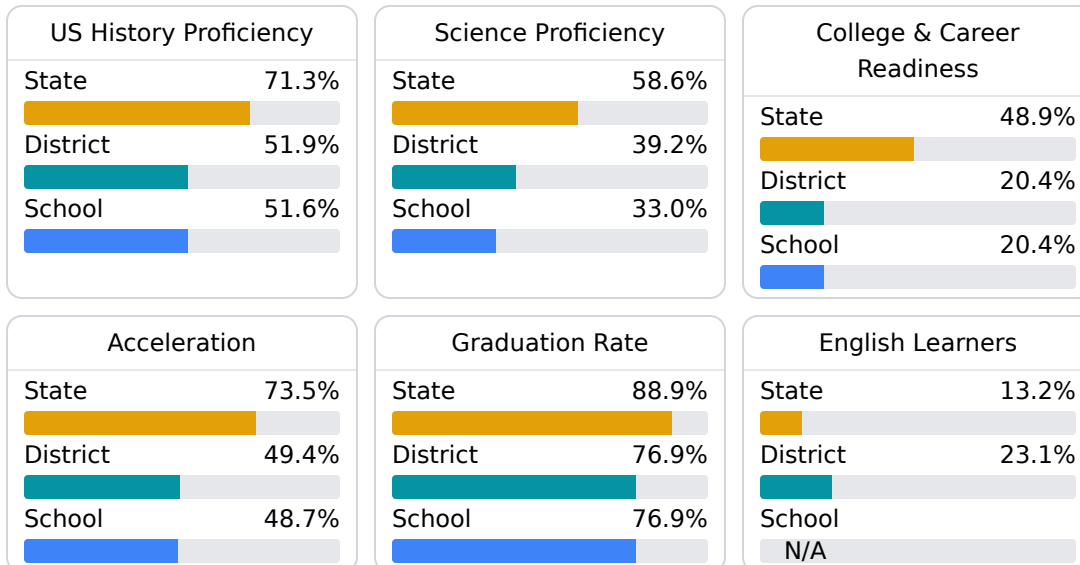 US History Proficiency
State 71.3%
District 51.9%
School 51.6%
Science Proficiency
State 58.6%
District 39.2%
School 33.0%
College & Career
Readiness
State 48.9%
District 20.4%
School 20.4%
Acceleration
State 73.5%
District 49.4%
School 48.7%
Graduation Rate
State 88.9%
District 76.9%
School 76.9%
English Learners
State 13.2%
District 23.1%
School
N/A